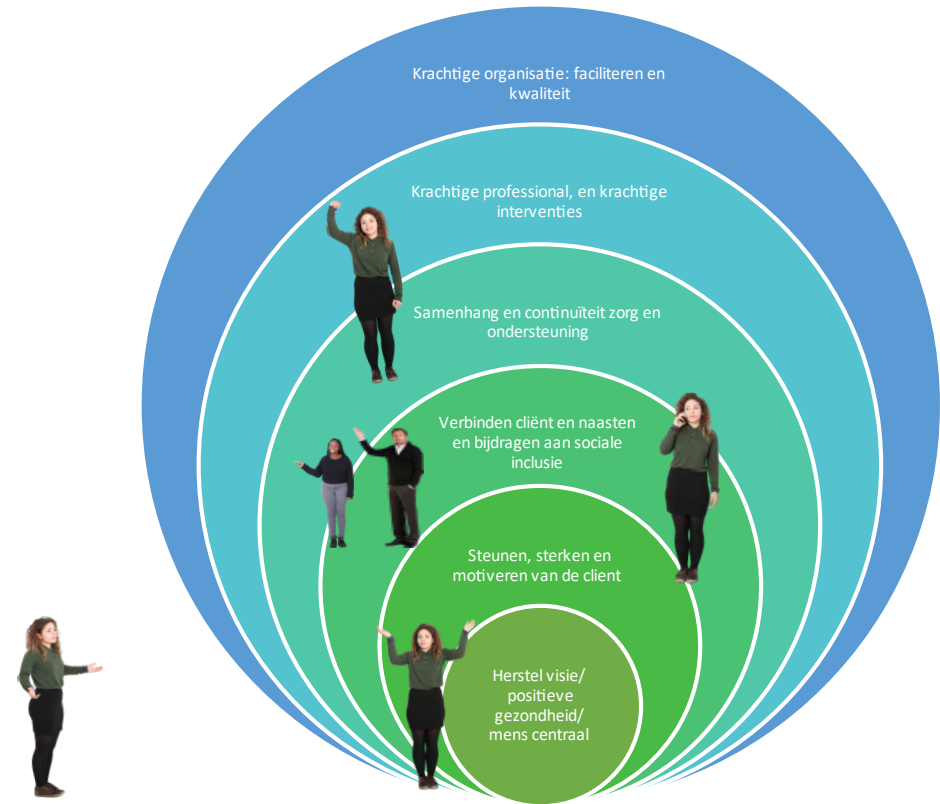 Krachtige organisatie: faciliteren en
kwaliteit
Krachtige professional, en krachtige
interventies
Samenhang en continuïteit zorg en
ondersteuning
Verbinden cliënt en naasten
en bijdragen aan sociale
inclusie
Steunen, sterken en
motiveren van de client
Herstel visie/
positieve
gezondheid/
mens centraal